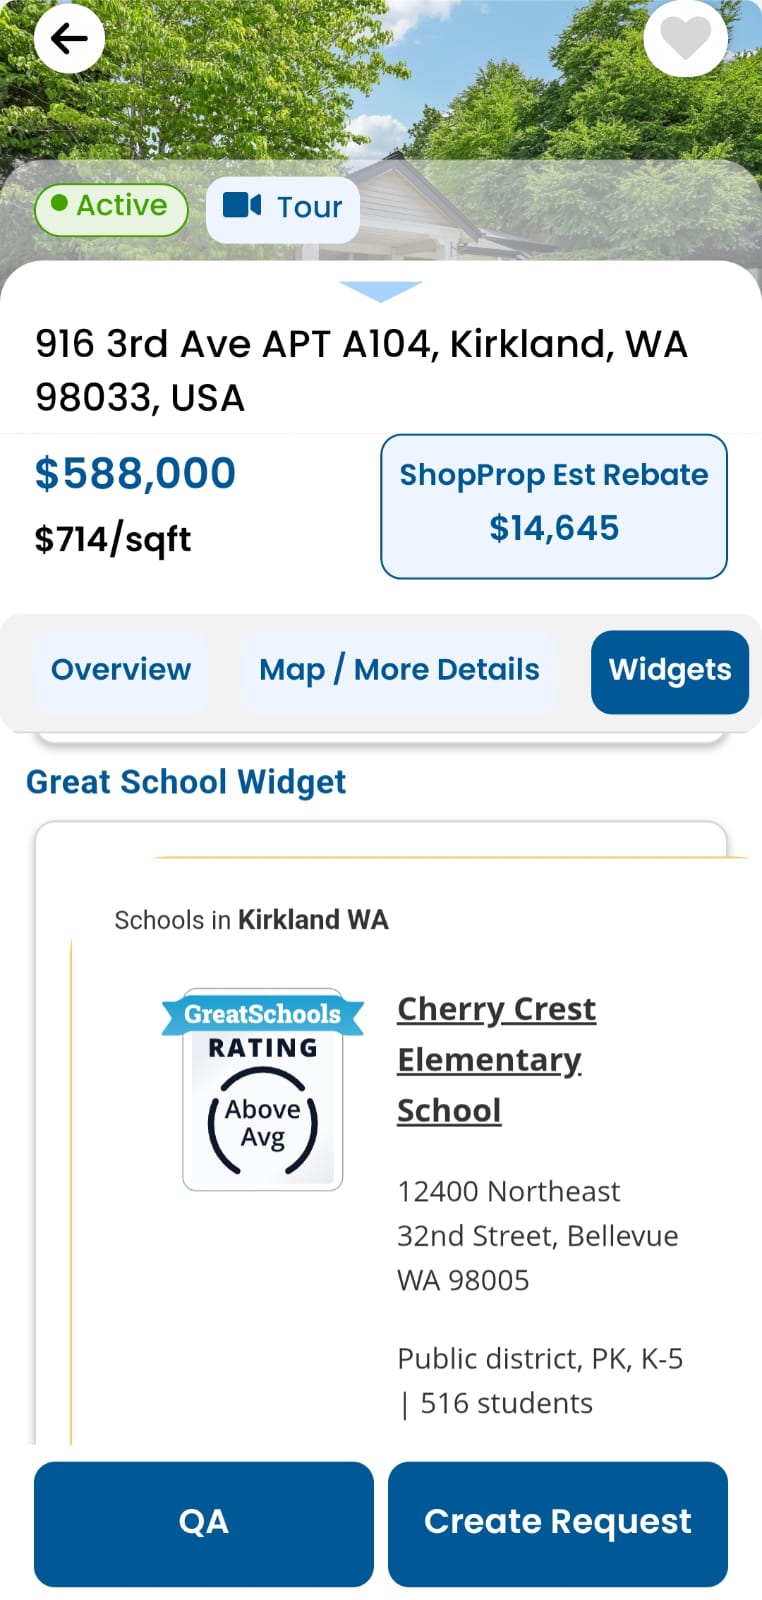 Active
Tour
916 3rd Ave APT A104, Kirkland, WA
98033, USA
$588,000
$714/sqft
ShopProp Est Rebate
$14,645
Overview
Map / More Details
Widgets
Great School Widget
Schools in Kirkland WA
GreatSchools
RATING
Above
Avg
Cherry Crest
Elementary
School
12400 Northeast
32nd Street, Bellevue
WA 98005
Public district, PK, K-5
| 516 students
QA
Create Request